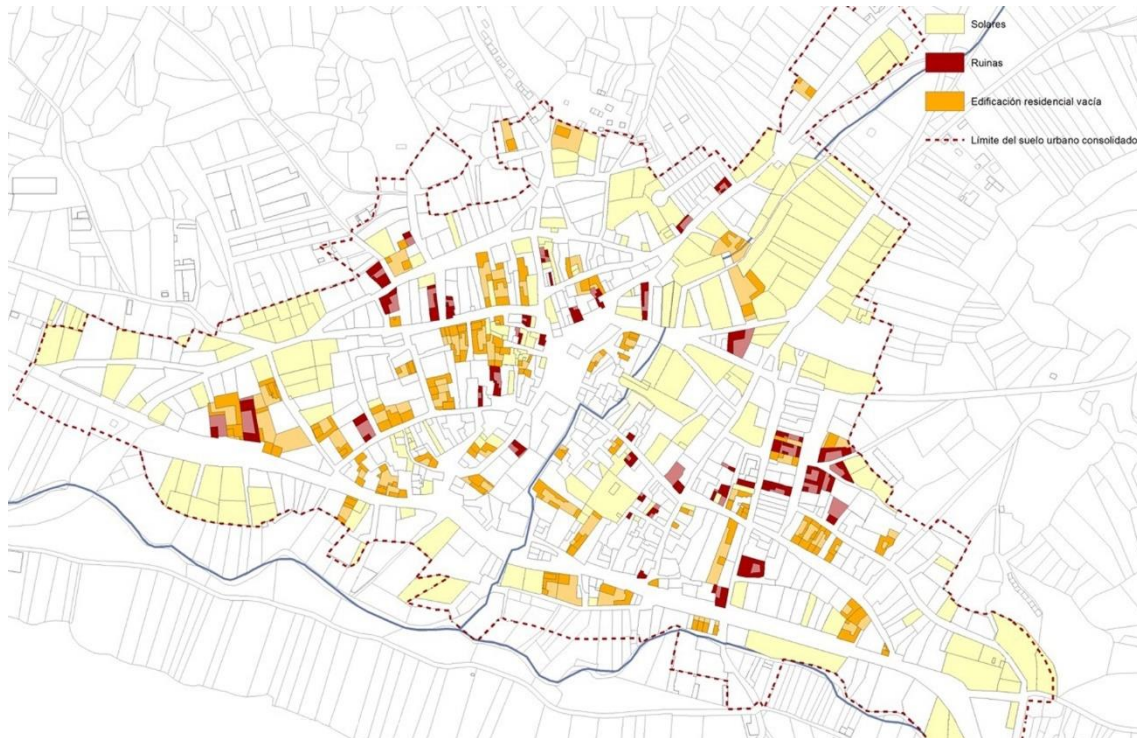 Solares
Ruinas
Edificación residencial vacía
Límite del suelo urbano consolidado